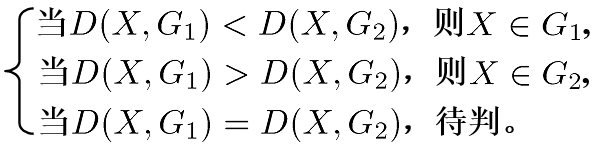 当D(X, G₁) < D(X, G₂)，则X ∈ G₁,
当D(X, G₁) > D(X, G₂)，则X ∈ G₂,
当D(X, G₁) = D(X, G₂)，待判。